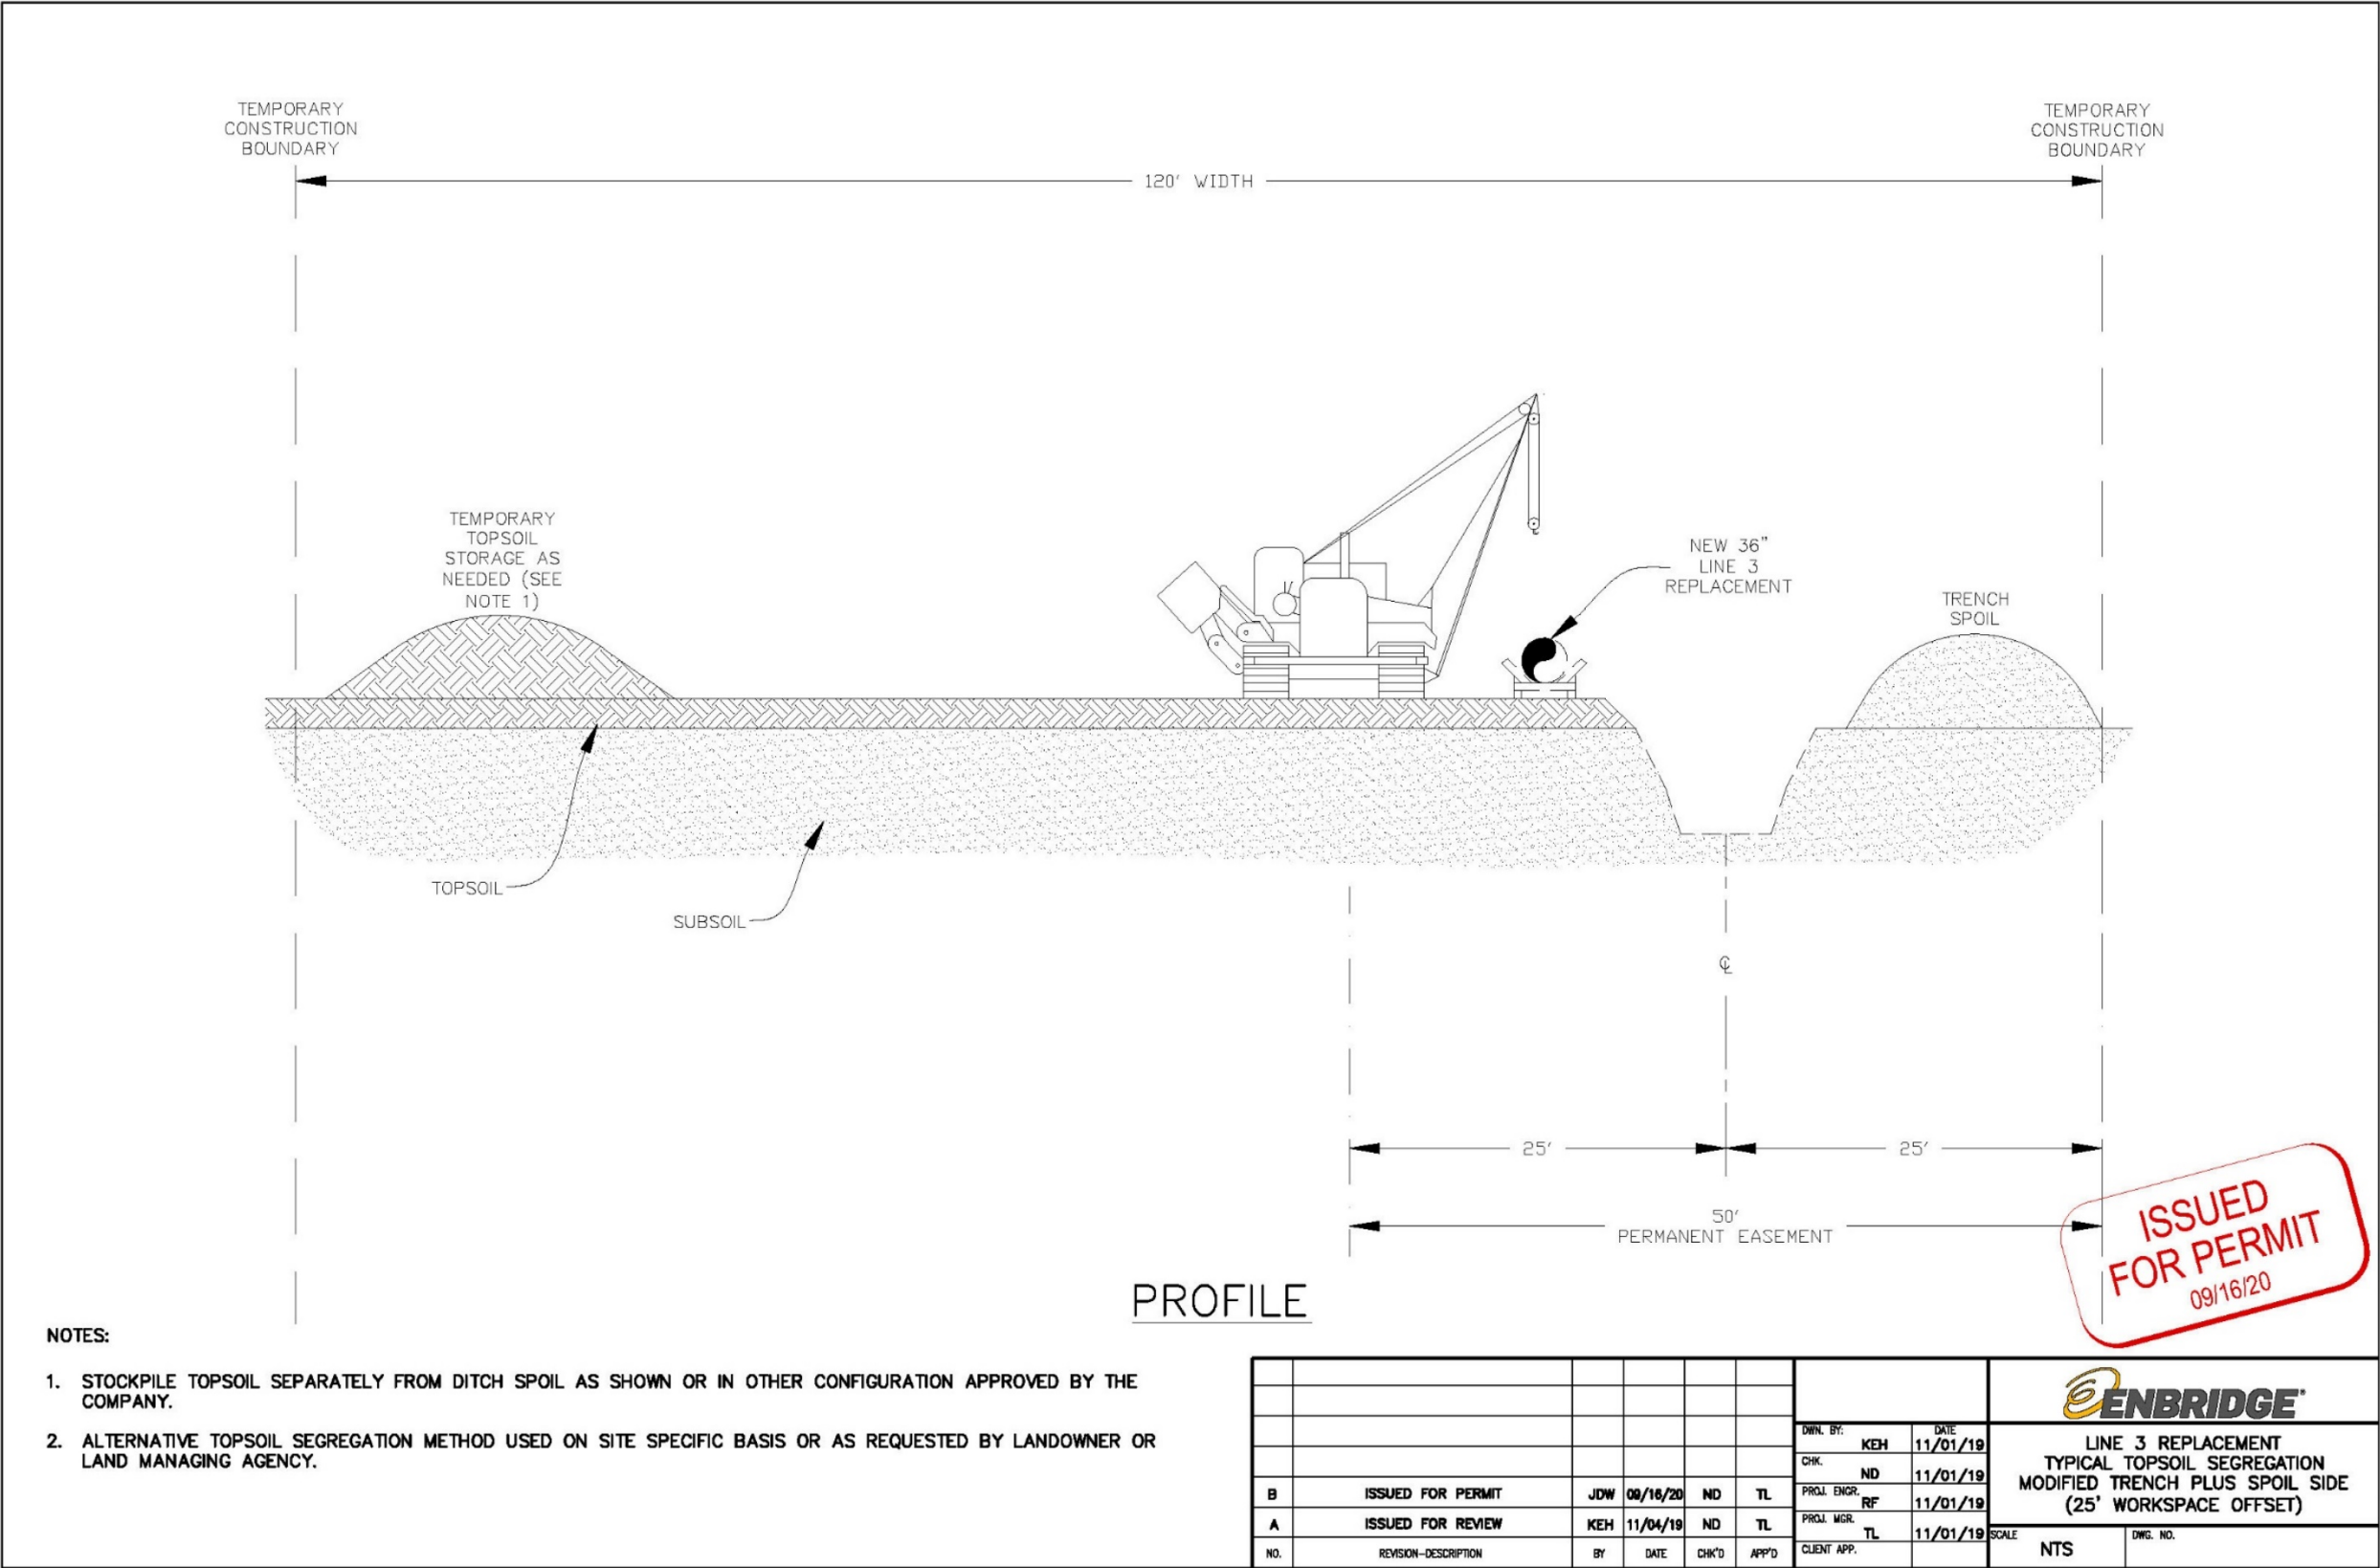 TEMPORARY
CONSTRUCTION
BOUNDARY
TEMPORARY
CONSTRUCTION
BOUNDARY
120' WIDTH
TEMPORARY
TOPSOIL
STORAGE AS
NEEDED (SEE
NOTE 1)
NEW 36"
LINE 3
REPLACEMENT
TRENCH
SPOIL
TOPSOIL
SUBSOIL
℄
25'
25'
50'
PERMANENT EASEMENT
PROFILE
ISSUED
FOR PERMIT
09/16/20
NOTES:
1. STOCKPILE TOPSOIL SEPARATELY FROM DITCH SPOIL AS SHOWN OR IN OTHER CONFIGURATION APPROVED BY THE
COMPANY.
2. ALTERNATIVE TOPSOIL SEGREGATION METHOD USED ON SITE SPECIFIC BASIS OR AS REQUESTED BY LANDOWNER OR
LAND MANAGING AGENCY.
B ISSUED FOR PERMIT JDW 09/16/20 ND TL
A ISSUED FOR REVIEW KEH 11/04/19 ND TL
NO. REVISION-DESCRIPTION BY DATE CHK'D APP'D
DWN. BY: KEH DATE 11/01/19
CHK. ND 11/01/19
PROJ. ENGR. RF 11/01/19
PROJ. MGR. TL 11/01/19
CLIENT APP.
ENBRIDGE®
LINE 3 REPLACEMENT
TYPICAL TOPSOIL SEGREGATION
MODIFIED TRENCH PLUS SPOIL SIDE
(25' WORKSPACE OFFSET)
SCALE NTS DWG. NO.